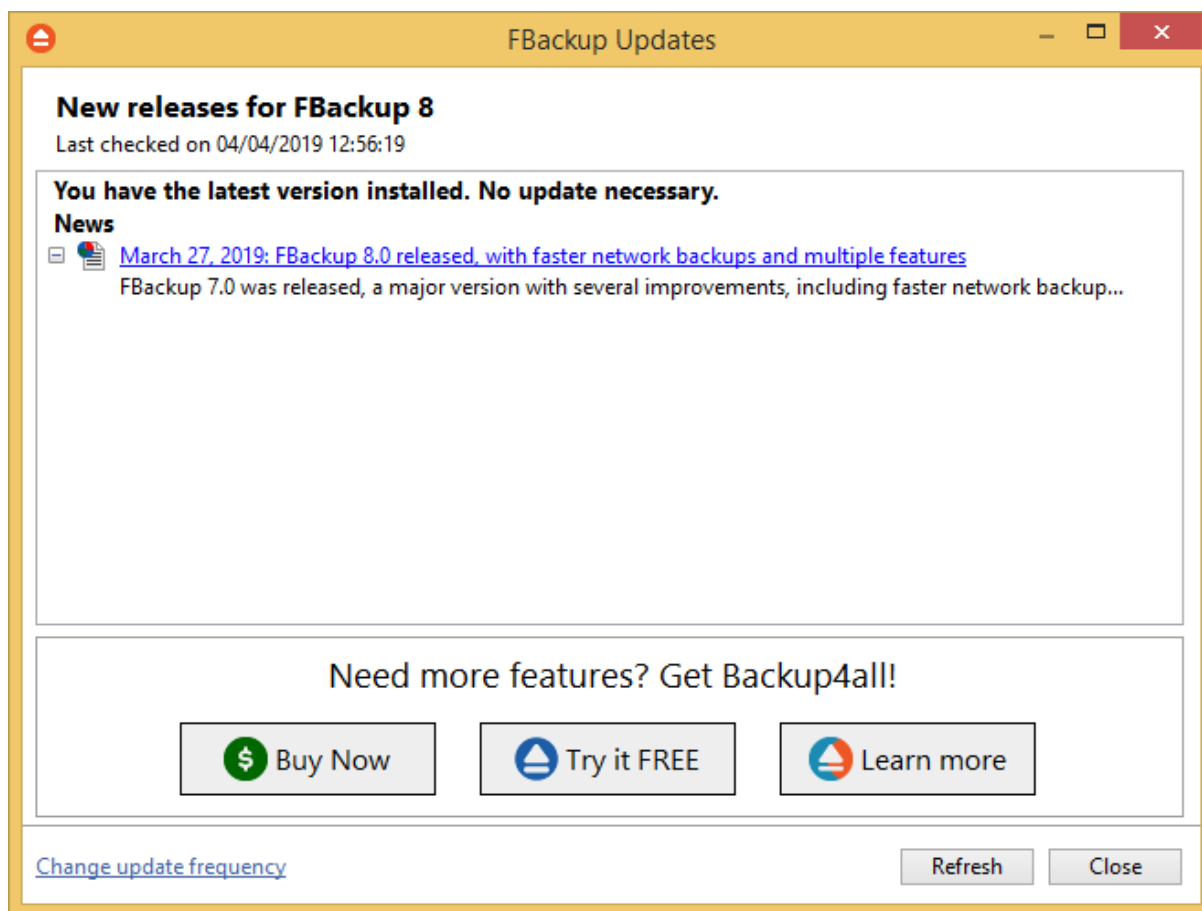 FBackup Updates
New releases for FBackup 8
Last checked on 04/04/2019 12:56:19
You have the latest version installed. No update necessary.
News
March 27, 2019: FBackup 8.0 released, with faster network backups and multiple features
FBackup 7.0 was released, a major version with several improvements, including faster network backup...
Need more features? Get Backup4all!
$ Buy Now
Try it FREE
Learn more
Change update frequency
Refresh
Close